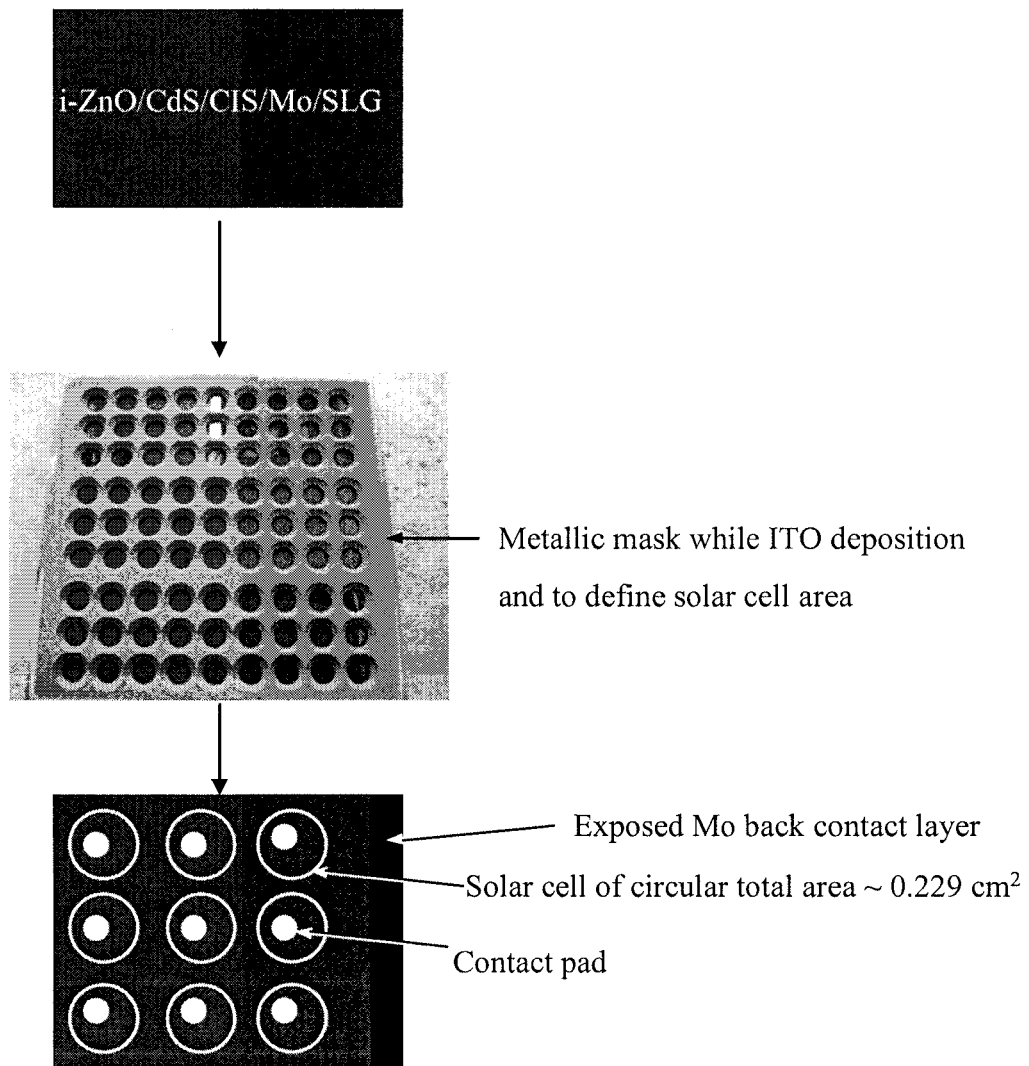 i-ZnO/CdS/CIS/Mo/SLG
Metallic mask while ITO deposition
and to define solar cell area
Exposed Mo back contact layer
Solar cell of circular total area ~ 0.229 cm²
Contact pad